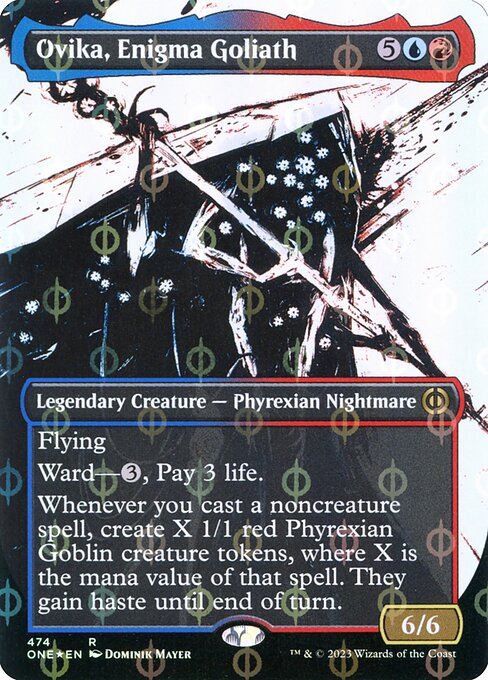 Ovika, Enigma Goliath 5
Legendary Creature — Phyrexian Nightmare
Flying
Ward—3, Pay 3 life.
Whenever you cast a noncreature
spell, create X 1/1 red Phyrexian
Goblin creature tokens, where X is
the mana value of that spell. They
gain haste until end of turn.
6/6
474 R
ONE★EN DOMINIK MAYER ™ & © 2023 Wizards of the Coast